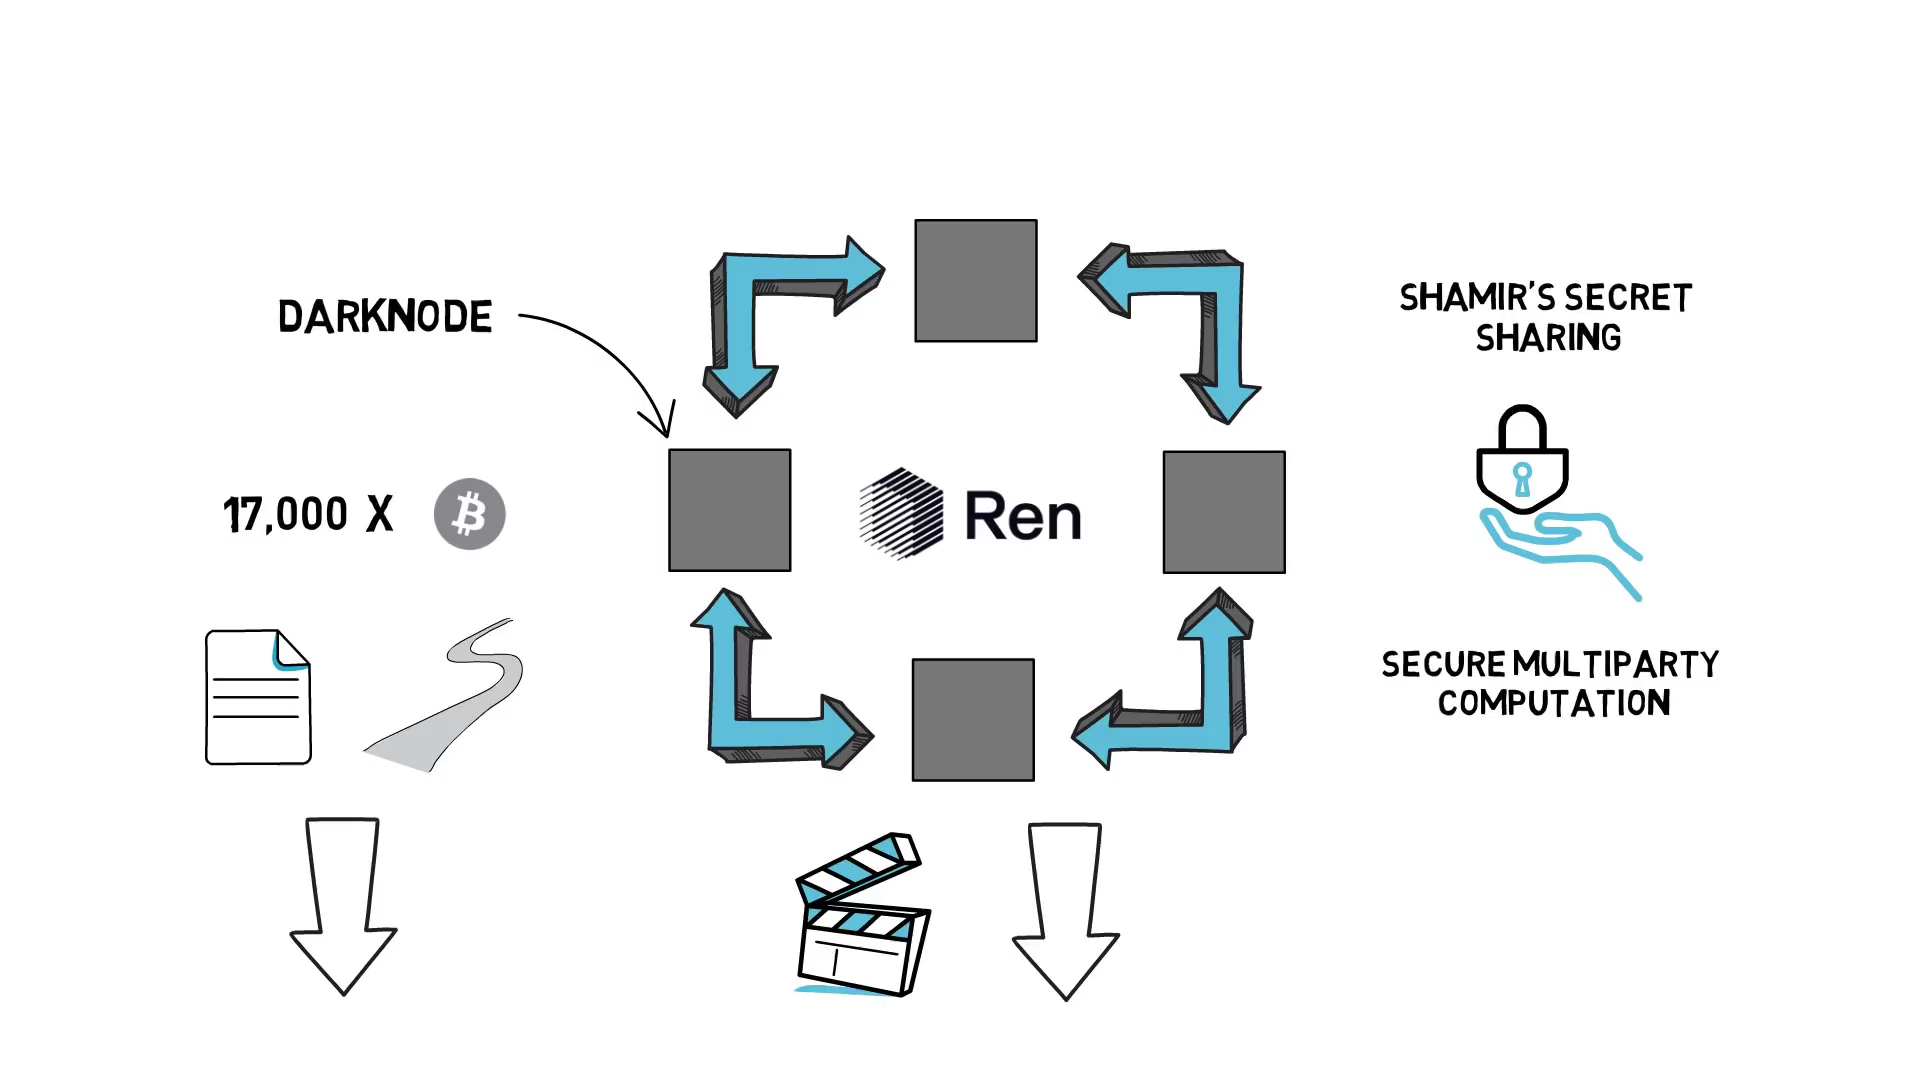 DARKNODE
17,000 X
Ren
SHAMIR'S SECRET
SHARING
SECURE MULTIPARTY
COMPUTATION